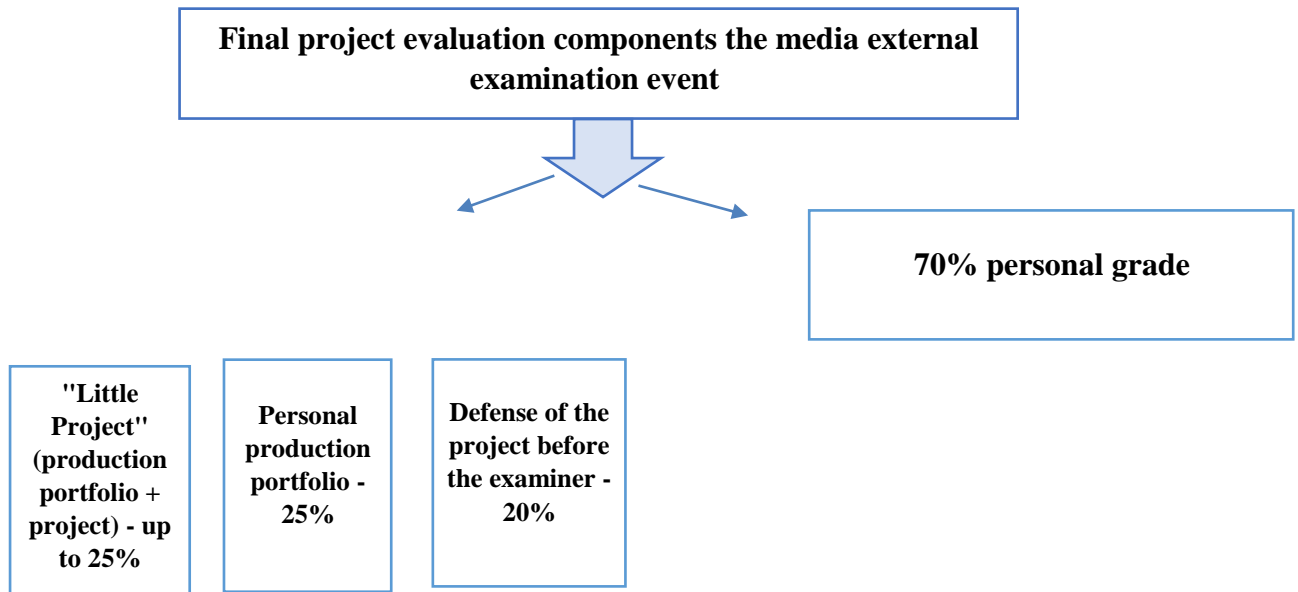 Final project evaluation components the media external
examination event
70% personal grade
"Little
Project"
(production
portfolio +
project) - up
to 25%
Personal
production
portfolio -
25%
Defense of the
project before
the examiner -
20%